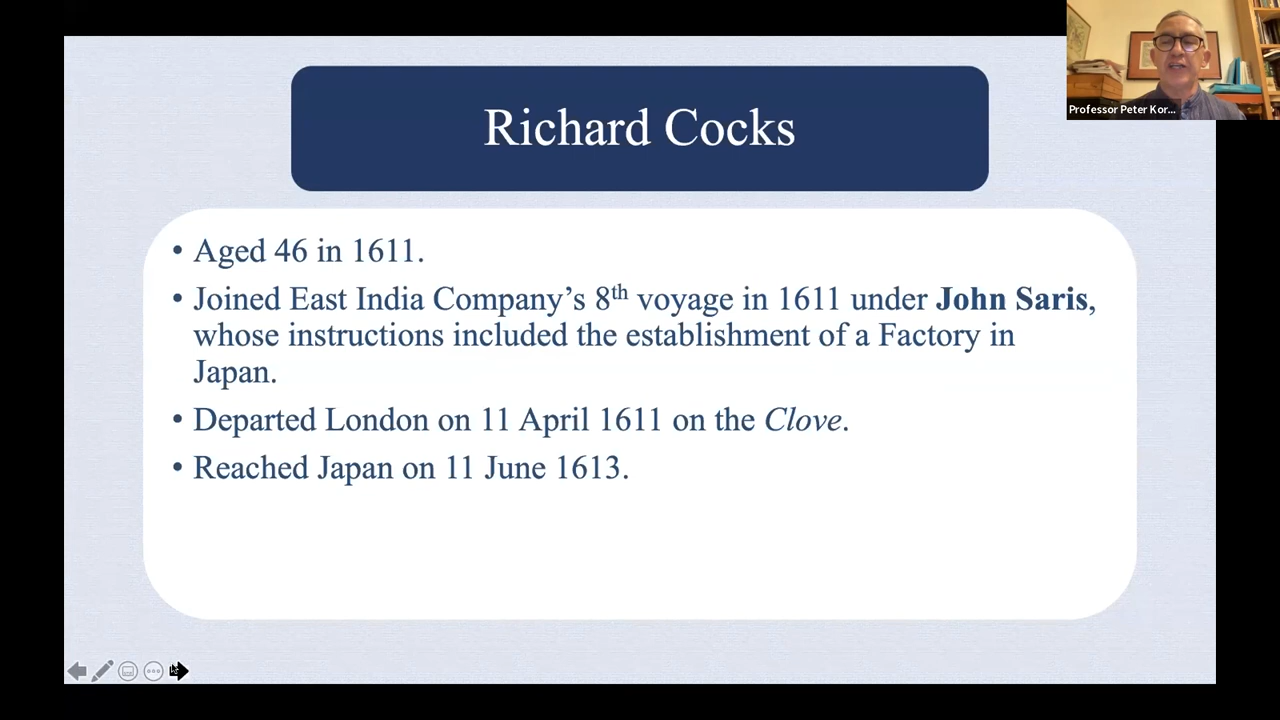 Richard Cocks
Professor Peter Kor...
• Aged 46 in 1611.
• Joined East India Company’s 8th voyage in 1611 under John Saris,
whose instructions included the establishment of a Factory in
Japan.
• Departed London on 11 April 1611 on the Clove.
• Reached Japan on 11 June 1613.